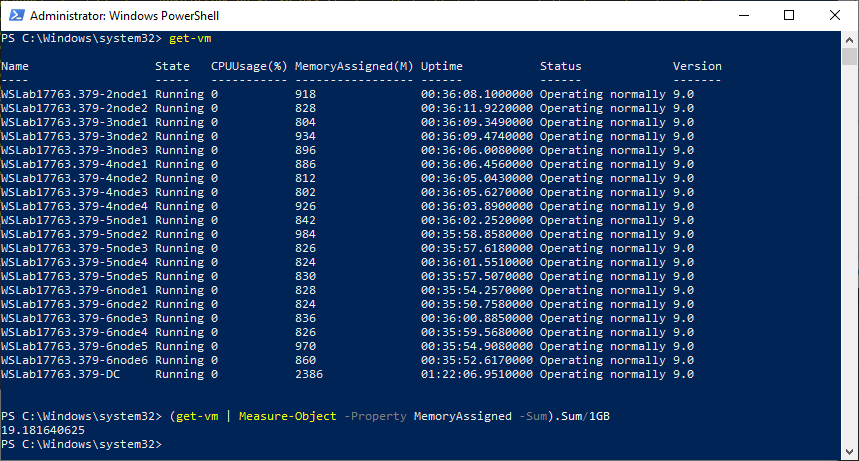 Administrator: Windows PowerShell
PS C:\Windows\system32> get-vm
Name State CPUUsage(%) MemoryAssigned(M) Uptime Status Version
---- ----- ----------- ----------------- ------ ------ -------
WSLab17763.379-2node1 Running 0 918 00:36:08.1000000 Operating normally 9.0
WSLab17763.379-2node2 Running 0 828 00:36:11.9220000 Operating normally 9.0
WSLab17763.379-3node1 Running 0 804 00:36:09.3490000 Operating normally 9.0
WSLab17763.379-3node2 Running 0 934 00:36:09.4740000 Operating normally 9.0
WSLab17763.379-3node3 Running 0 896 00:36:06.0080000 Operating normally 9.0
WSLab17763.379-4node1 Running 0 886 00:36:06.4560000 Operating normally 9.0
WSLab17763.379-4node2 Running 0 812 00:36:05.0430000 Operating normally 9.0
WSLab17763.379-4node3 Running 0 802 00:36:05.6270000 Operating normally 9.0
WSLab17763.379-4node4 Running 0 926 00:36:03.8900000 Operating normally 9.0
WSLab17763.379-5node1 Running 0 842 00:36:02.2520000 Operating normally 9.0
WSLab17763.379-5node2 Running 0 984 00:35:58.8580000 Operating normally 9.0
WSLab17763.379-5node3 Running 0 826 00:35:57.6180000 Operating normally 9.0
WSLab17763.379-5node4 Running 0 824 00:36:01.5510000 Operating normally 9.0
WSLab17763.379-5node5 Running 0 830 00:35:57.5070000 Operating normally 9.0
WSLab17763.379-6node1 Running 0 828 00:35:54.2570000 Operating normally 9.0
WSLab17763.379-6node2 Running 0 824 00:35:50.7580000 Operating normally 9.0
WSLab17763.379-6node3 Running 0 836 00:36:00.8850000 Operating normally 9.0
WSLab17763.379-6node4 Running 0 826 00:35:59.5680000 Operating normally 9.0
WSLab17763.379-6node5 Running 0 970 00:35:54.9080000 Operating normally 9.0
WSLab17763.379-6node6 Running 0 860 00:35:52.6170000 Operating normally 9.0
WSLab17763.379-DC Running 0 2386 01:22:06.9510000 Operating normally 9.0
PS C:\Windows\system32> (get-vm | Measure-Object -Property MemoryAssigned -Sum).Sum/1GB
19.181640625
PS C:\Windows\system32>